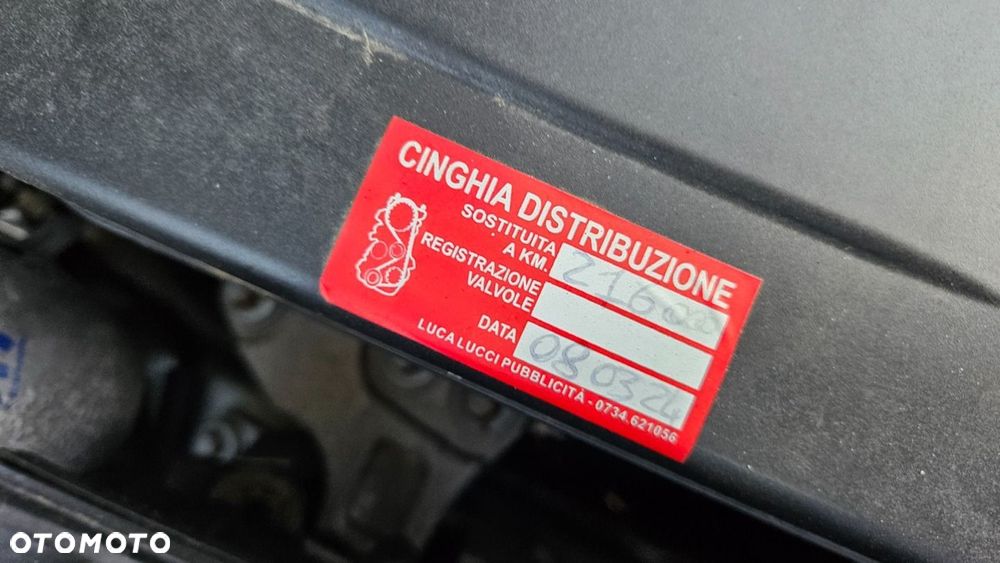 CINGHIA DISTRIBUZIONE
SOSTITUITA
A KM. 216000
REGISTRAZIONE
VALVOLE
DATA 080324
LUCA LUCCI PUBBLICITÀ - 0734.621056
OTOMOTO